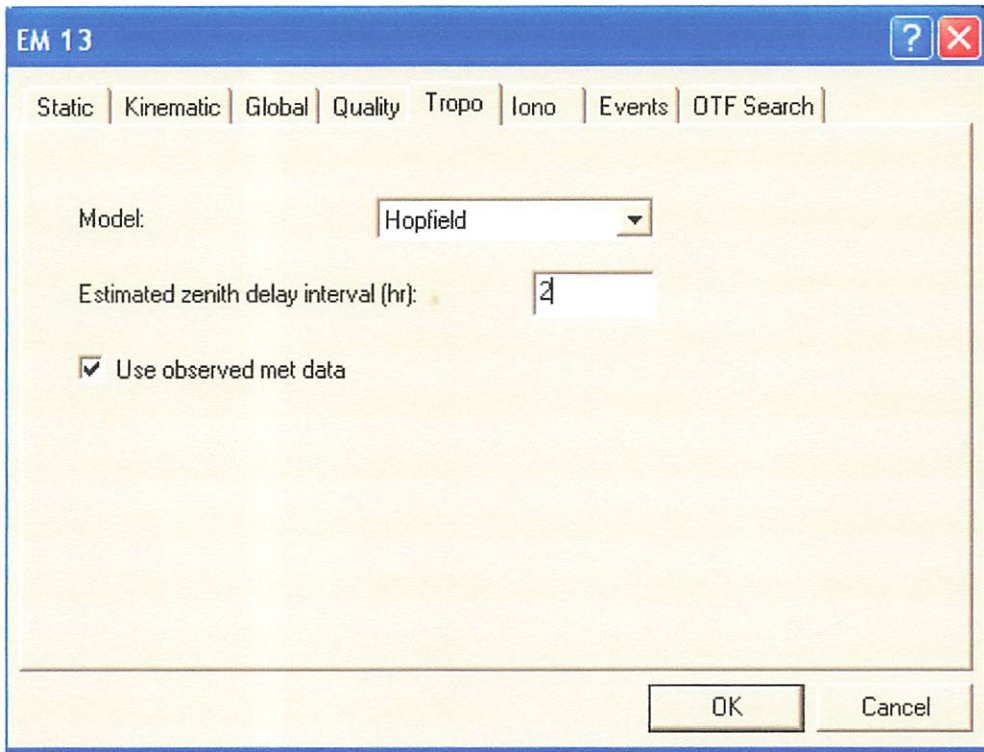 EM 13
Static Kinematic Global Quality Tropo Iono Events OTF Search
Model: Hopfield
Estimated zenith delay interval (hr): 2
Use observed met data
OK Cancel